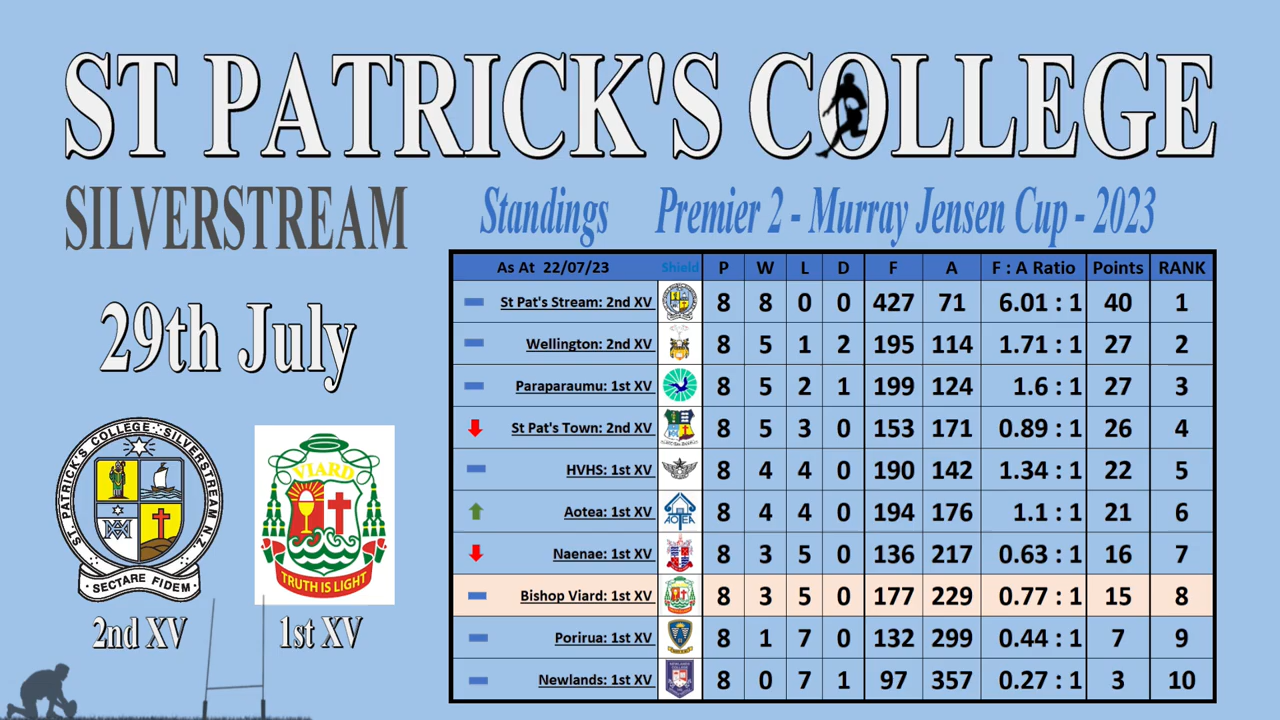 ST PATRICK'S COLLEGE
SILVERSTREAM
Standings Premier 2 - Murray Jensen Cup - 2023
29th July
ST. PATRICK'S COLLEGE SILVERSTREAM N.Z.
SECTARE FIDEM
2nd XV
VIARD
TRUTH IS LIGHT
1st XV
As At 22/07/23 Shield P W L D F A F : A Ratio Points RANK
St Pat's Stream: 2nd XV 8 8 0 0 427 71 6.01 : 1 40 1
Wellington: 2nd XV 8 5 1 2 195 114 1.71 : 1 27 2
Paraparaumu: 1st XV 8 5 2 1 199 124 1.6 : 1 27 3
St Pat's Town: 2nd XV 8 5 3 0 153 171 0.89 : 1 26 4
HVHS: 1st XV 8 4 4 0 190 142 1.34 : 1 22 5
Aotea: 1st XV AOTEA 8 4 4 0 194 176 1.1 : 1 21 6
Naenae: 1st XV 8 3 5 0 136 217 0.63 : 1 16 7
Bishop Viard: 1st XV 8 3 5 0 177 229 0.77 : 1 15 8
Porirua: 1st XV 8 1 7 0 132 299 0.44 : 1 7 9
Newlands: 1st XV 8 0 7 1 97 357 0.27 : 1 3 10